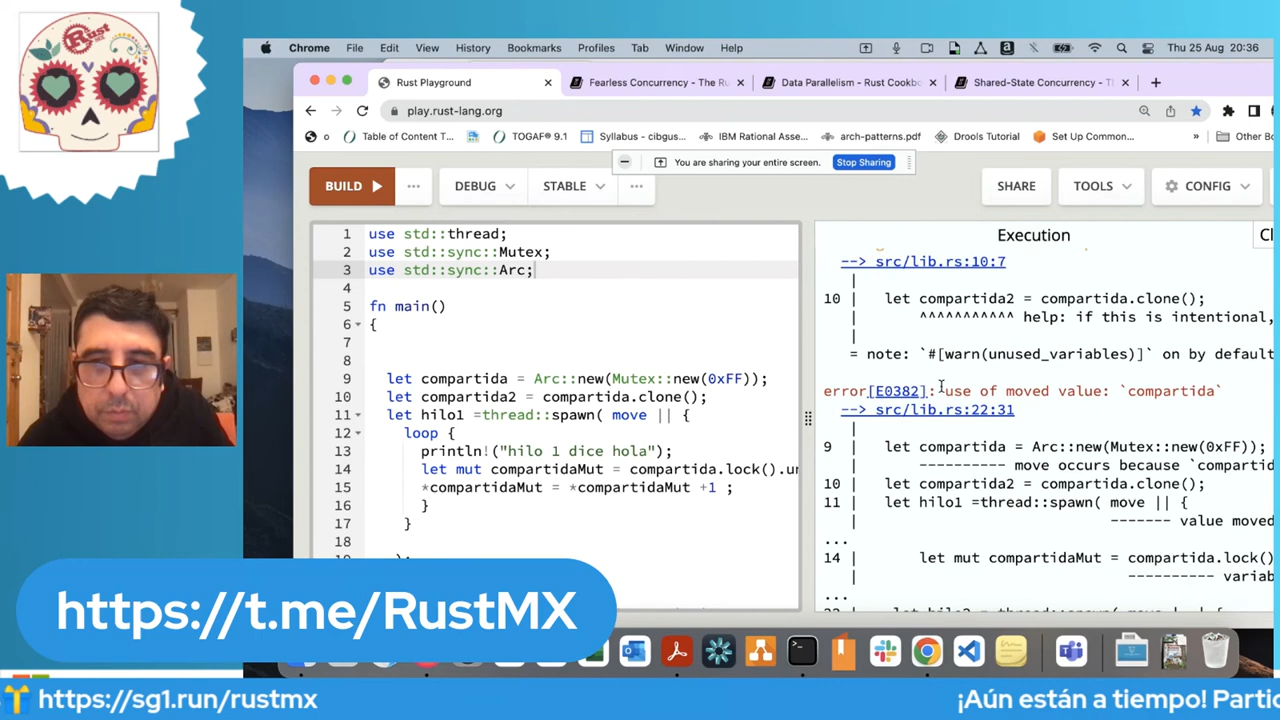 Rust
MX
Chrome File Edit View History Bookmarks Profiles Tab Window Help
Thu 25 Aug 20:36
Rust Playground
Fearless Concurrency - The Ru
Data Parallelism - Rust Cookbo
Shared-State Concurrency - Th
play.rust-lang.org
Table of Content T...
TOGAF® 9.1
Syllabus - cibgus...
IBM Rational Asse...
arch-patterns.pdf
Drools Tutorial
Set Up Common...
Other Bo
You are sharing your entire screen. Stop Sharing
BUILD
DEBUG
STABLE
SHARE
TOOLS
CONFIG
1 use std::thread;
2 use std::sync::Mutex;
3 use std::sync::Arc;
4
5 fn main()
6 {
7
8
9 let compartida = Arc::new(Mutex::new(0xFF));
10 let compartida2 = compartida.clone();
11 let hilo1 =thread::spawn( move || {
12 loop {
13 println!("hilo 1 dice hola");
14 let mut compartidaMut = compartida.lock().un
15 *compartidaMut = *compartidaMut +1 ;
16 }
17 }
18
Execution
Cl
--> src/lib.rs:10:7
|
10 | let compartida2 = compartida.clone();
| ^^^^^^^^^^^ help: if this is intentional,
|
= note: `#[warn(unused_variables)]` on by default
error[E0382]: use of moved value: `compartida`
--> src/lib.rs:22:31
|
9 | let compartida = Arc::new(Mutex::new(0xFF));
| ---------- move occurs because `compartid
10 | let compartida2 = compartida.clone();
11 | let hilo1 =thread::spawn( move || {
| ------- value moved
...
14 | let mut compartidaMut = compartida.lock()
| ---------- variab
...
https://t.me/RustMX
https://sg1.run/rustmx
¡Aún están a tiempo! Partic